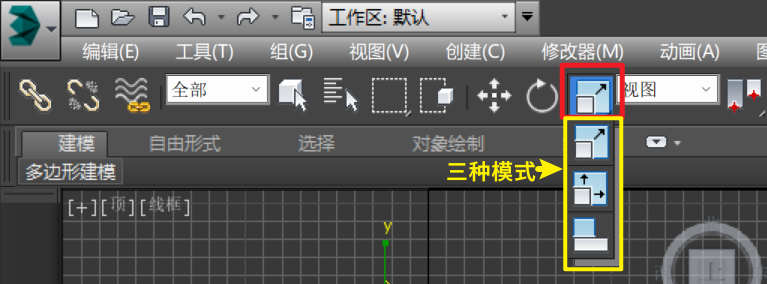 工作区: 默认
编辑(E) 工具(T) 组(G) 视图(V) 创建(C) 修改器(M) 动画(A)
全部 视图
建模 自由形式 选择 对象绘制
三种模式
多边形建模
[+][顶][线框]
y